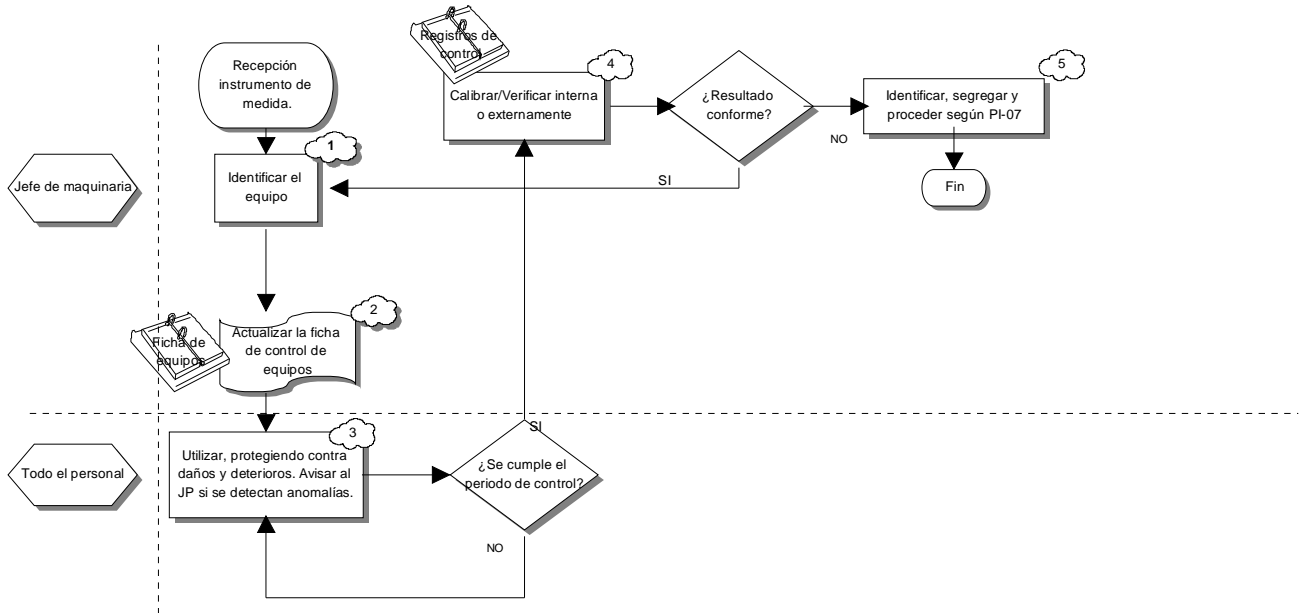 Recepción
instrumento de
medida.
1
Identificar el
equipo
Jefe de maquinaria
Registros de
control
4
Calibrar/Verificar interna
o externamente
¿Resultado
conforme?
SI
NO
5
Identificar, segregar y
proceder según PI-07
Fin
2
Actualizar la ficha
de control de
equipos
Ficha de
equipos
Todo el personal
3
Utilizar, protegiendo contra
daños y deterioros. Avisar al
JP si se detectan anomalías.
¿Se cumple el
periodo de control?
SI
NO